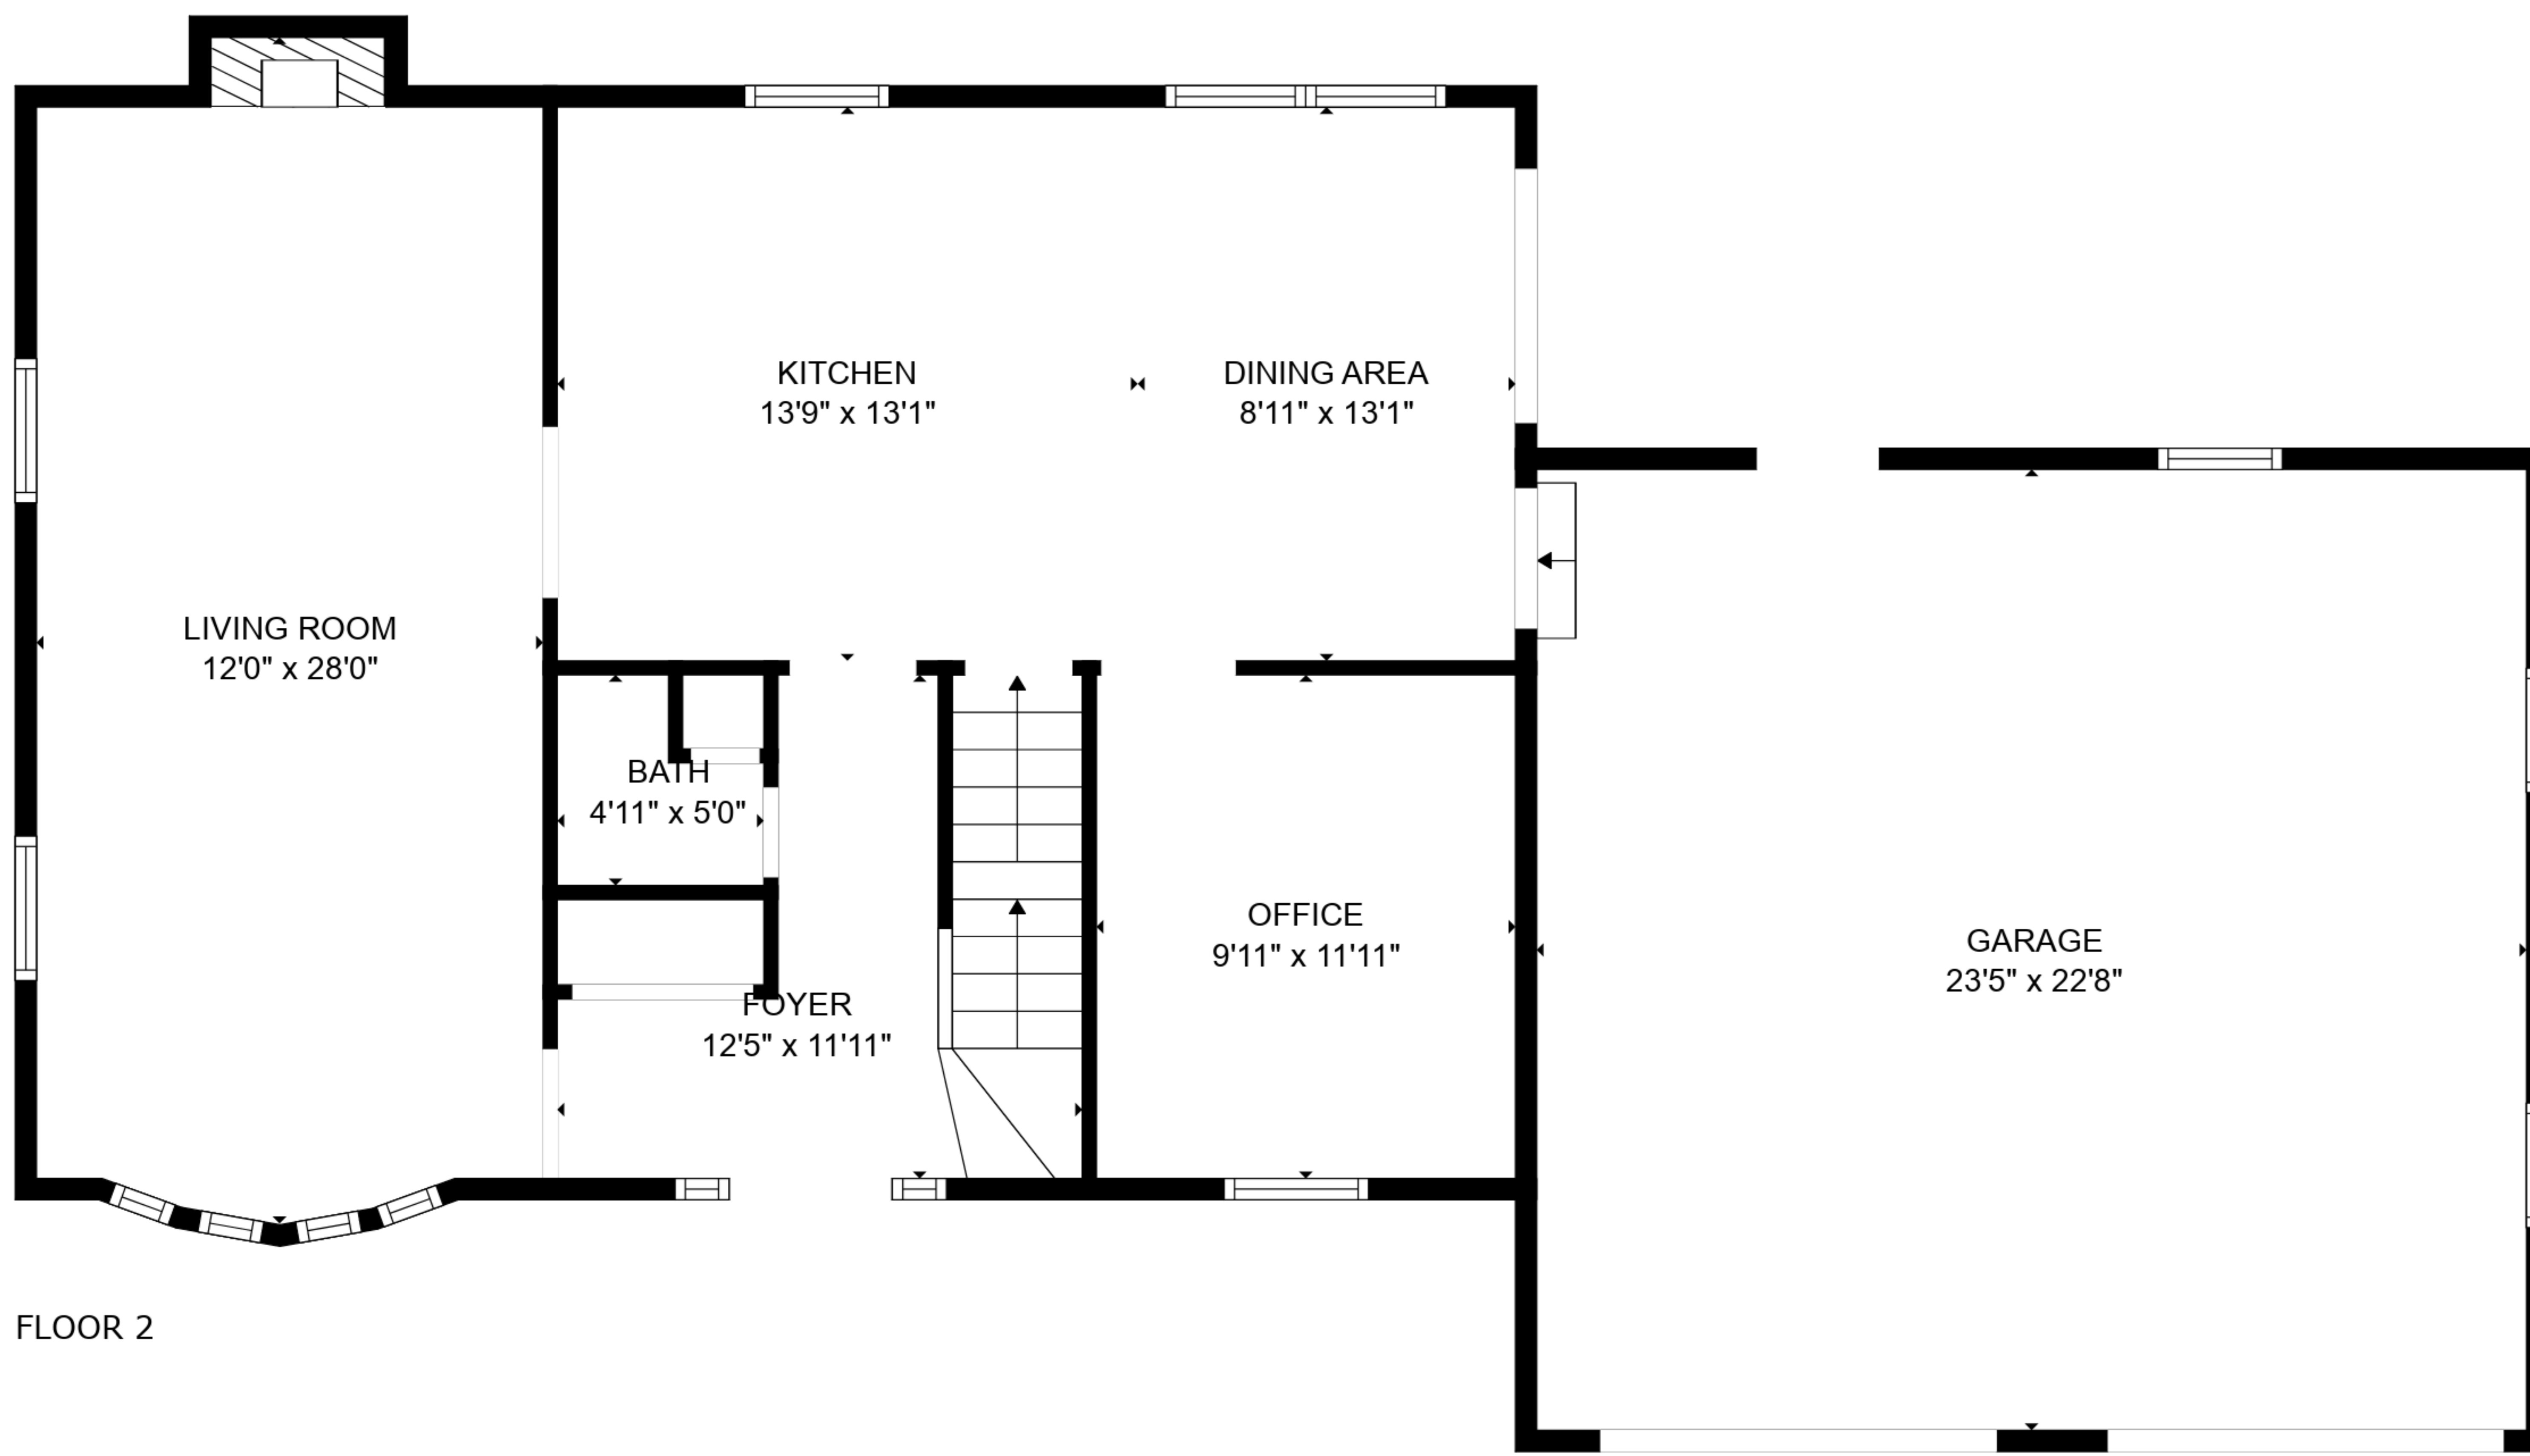 KITCHEN
13'9" x 13'1"
DINING AREA
8'11" x 13'1"
LIVING ROOM
12'0" x 28'0"
BATH
4'11" x 5'0"
OFFICE
9'11" x 11'11"
GARAGE
23'5" x 22'8"
FOYER
12'5" x 11'11"
FLOOR 2